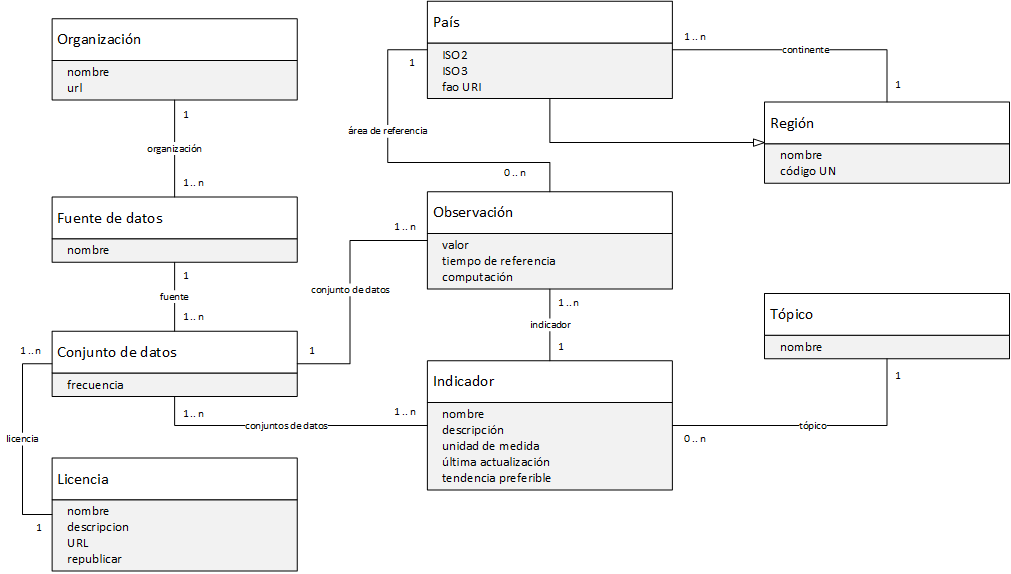 País
ISO2
ISO3
fao URI
Organización
nombre
url
1 .. n
continente
1
1
1
área de referencia
0 .. n
Región
nombre
código UN
organización
1 .. n
Fuente de datos
nombre
1 .. n
Observación
valor
tiempo de referencia
computación
1
fuente
1 .. n
conjunto de datos
1 .. n
indicador
1
Tópico
nombre
1 .. n
Conjunto de datos
frecuencia
1
Indicador
nombre
descripción
unidad de medida
última actualización
tendencia preferible
1
1 .. n
conjuntos de datos
1 .. n
0 .. n
tópico
licencia
1
Licencia
nombre
descripcion
URL
republicar